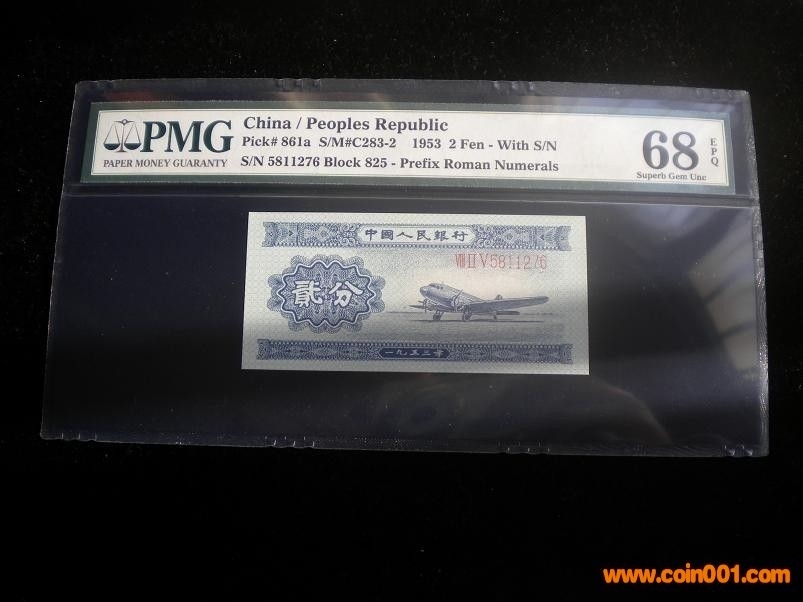 PMG
PAPER MONEY GUARANTY
China / Peoples Republic
Pick# 861a S/M#C283-2 1953 2 Fen - With S/N
S/N 5811276 Block 825 - Prefix Roman Numerals
68 EPQ
Superb Gem Unc
中國人民銀行
VIII II V 5811276
貳分
一九五三年
www.coin001.com